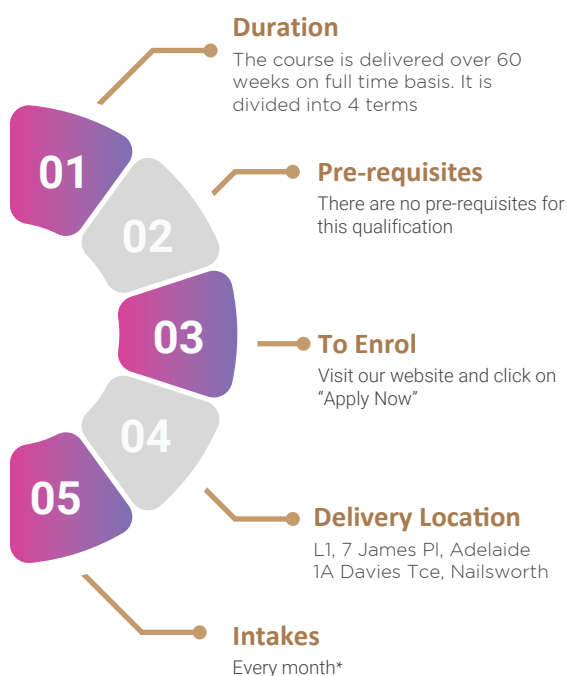 Duration
The course is delivered over 60
weeks on full time basis. It is
divided into 4 terms
01
Pre-requisites
There are no pre-requisites for
this qualification
02
03
To Enrol
Visit our website and click on
“Apply Now”
04
05
Delivery Location
L1, 7 James Pl, Adelaide
1A Davies Tce, Nailsworth
Intakes
Every month*